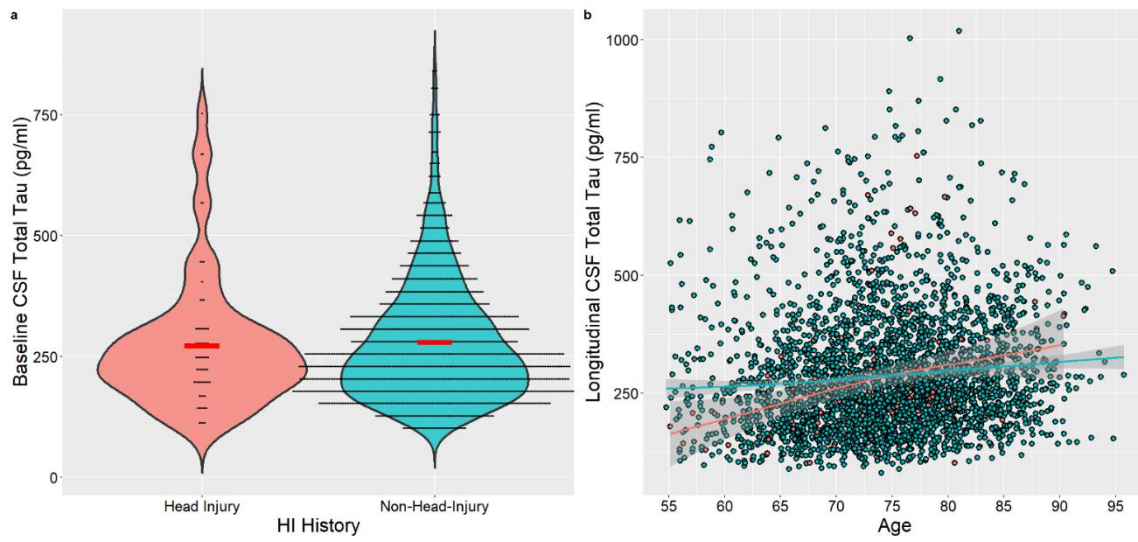 a
Baseline CSF Total Tau (pg/ml)
750
500
250
0
Head Injury
Non-Head-Injury
HI History
b
Longitudinal CSF Total Tau (pg/ml)
1000
750
500
250
55
60
65
70
75
80
85
90
95
Age